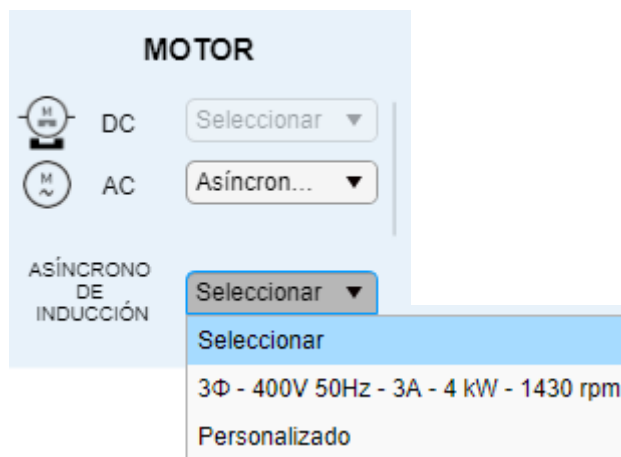 MOTOR
M
DC
Seleccionar
M
AC
Asíncron...
ASÍNCRONO
DE
INDUCCIÓN
Seleccionar
Seleccionar
3Φ - 400V 50Hz - 3A - 4 kW - 1430 rpm
Personalizado